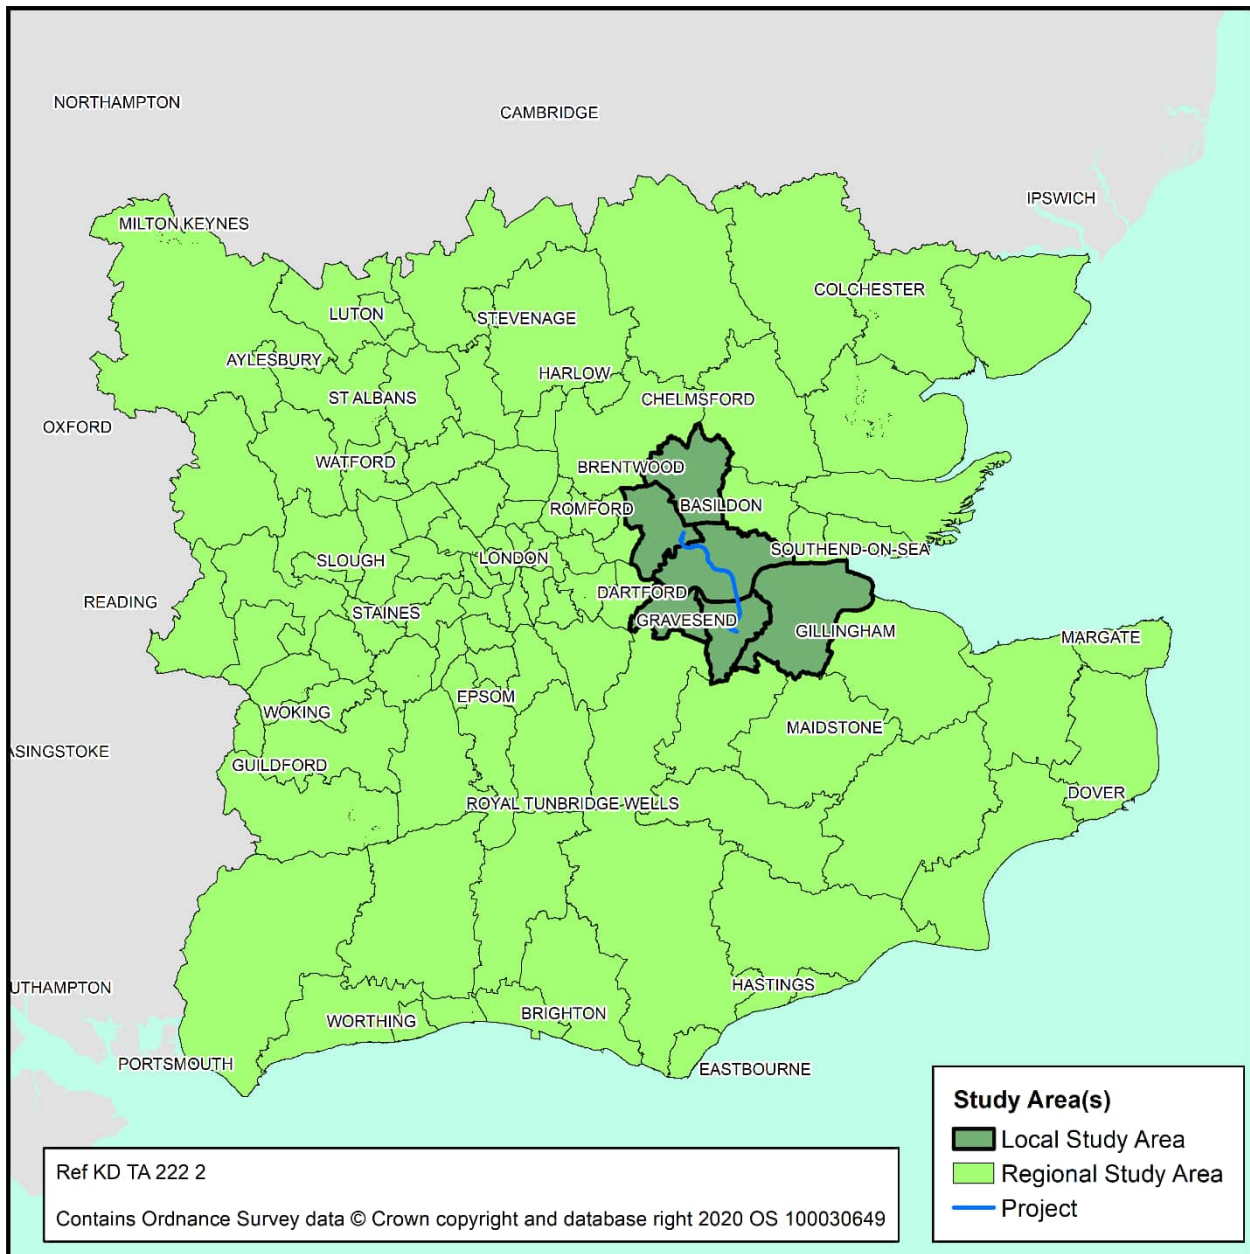 NORTHAMPTON
CAMBRIDGE
IPSWICH
MILTON KEYNES
COLCHESTER
LUTON
STEVENAGE
AYLESBURY
HARLOW
ST ALBANS
CHELMSFORD
OXFORD
WATFORD
BRENTWOOD
ROMFORD
BASILDON
SLOUGH
LONDON
SOUTHEND-ON-SEA
READING
STAINES
DARTFORD
GRAVESEND
GILLINGHAM
MARGATE
EPSOM
WOKING
MAIDSTONE
ASINGSTOKE
GUILDFORD
ROYAL TUNBRIDGE WELLS
DOVER
UTHAMPTON
HASTINGS
WORTHING
BRIGHTON
PORTSMOUTH
EASTBOURNE
Study Area(s)
Local Study Area
Regional Study Area
Project
Ref KD TA 222 2
Contains Ordnance Survey data © Crown copyright and database right 2020 OS 100030649